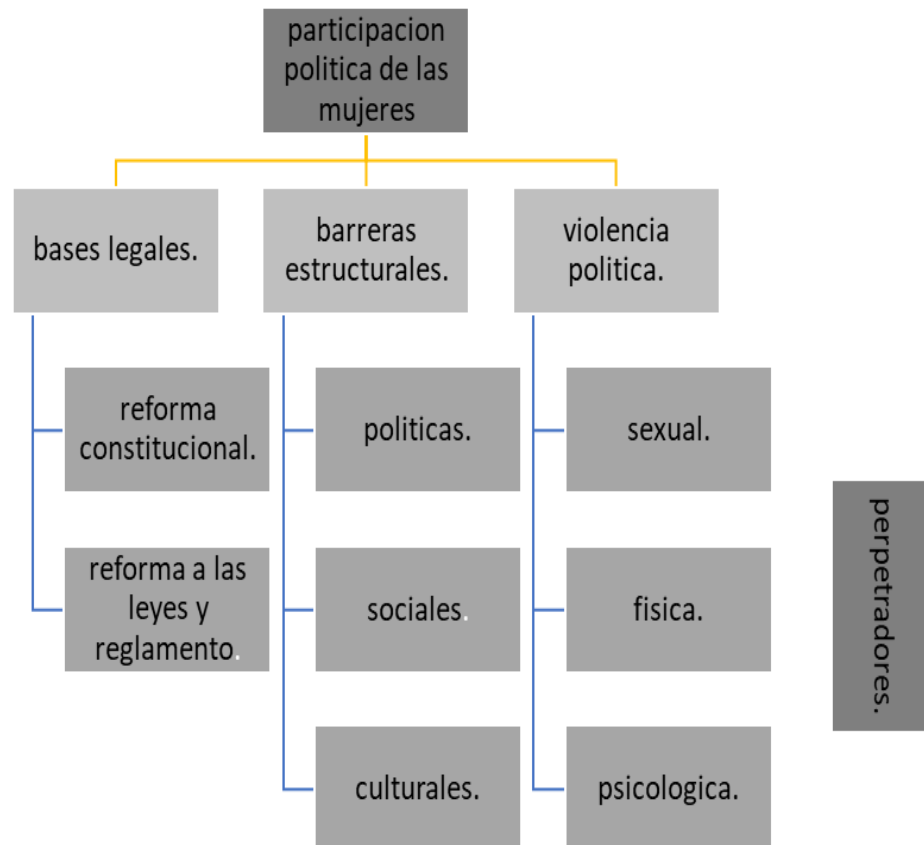 participacion
politica de las
mujeres
bases legales.
barreras
estructurales.
violencia
politica.
reforma
constitucional.
politicas.
sexual.
reforma a las
leyes y
reglamento.
sociales.
fisica.
culturales.
psicologica.
perpetradores.